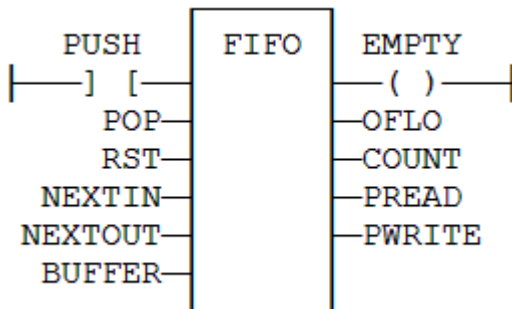 PUSH FIFO EMPTY
] [ ( )
POP OFLO
RST COUNT
NEXTIN PREAD
NEXTOUT PWRITE
BUFFER